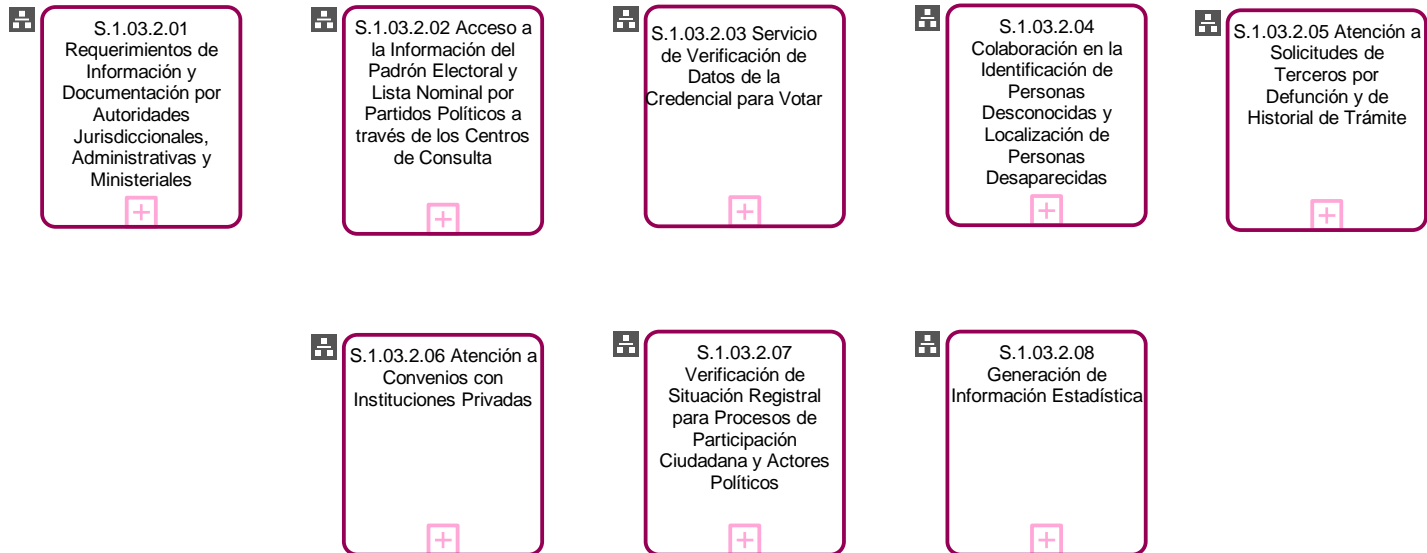 S.1.03.2.01
Requerimientos de
Información y
Documentación por
Autoridades
Jurisdiccionales,
Administrativas y
Ministeriales
S.1.03.2.02 Acceso a
la Información del
Padrón Electoral y
Lista Nominal por
Partidos Políticos a
través de los Centros
de Consulta
S.1.03.2.03 Servicio
de Verificación de
Datos de la
Credencial para Votar
S.1.03.2.04
Colaboración en la
Identificación de
Personas
Desconocidas y
Localización de
Personas
Desaparecidas
S.1.03.2.05 Atención a
Solicitudes de
Terceros por
Defunción y de
Historial de Trámite
S.1.03.2.06 Atención a
Convenios con
Instituciones Privadas
S.1.03.2.07
Verificación de
Situación Registral
para Procesos de
Participación
Ciudadana y Actores
Políticos
S.1.03.2.08
Generación de
Información Estadística